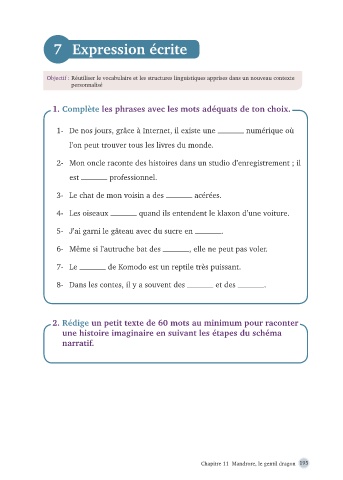 7 Expression écrite
Objectif : Réutiliser le vocabulaire et les structures linguistiques apprises dans un nouveau contexte
personnalisé
1. Complète les phrases avec les mots adéquats de ton choix.
1- De nos jours, grâce à Internet, il existe une ______ numérique où
l'on peut trouver tous les livres du monde.
2- Mon oncle raconte des histoires dans un studio d'enregistrement ; il
est ______ professionnel.
3- Le chat de mon voisin a des ______ acérées.
4- Les oiseaux ______ quand ils entendent le klaxon d'une voiture.
5- J'ai garni le gâteau avec du sucre en ______.
6- Même si l'autruche bat des ______, elle ne peut pas voler.
7- Le ______ de Komodo est un reptile très puissant.
8- Dans les contes, il y a souvent des ______ et des ______.
2. Rédige un petit texte de 60 mots au minimum pour raconter
une histoire imaginaire en suivant les étapes du schéma
narratif.
Chapitre 11 Mandrore, le gentil dragon